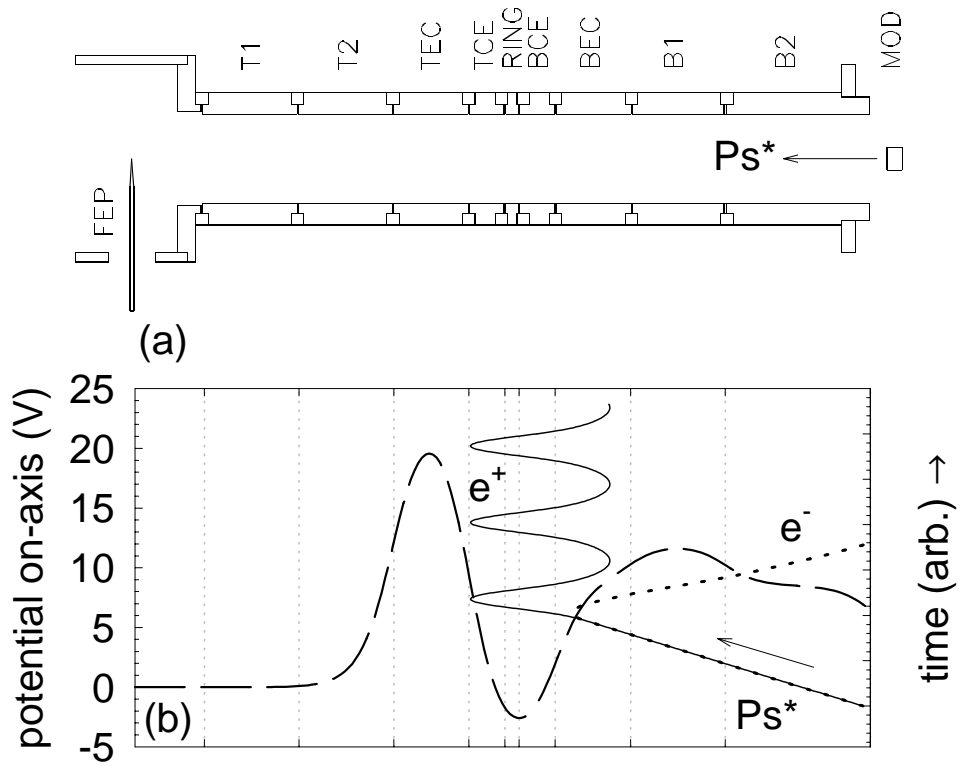 (a)
T1
T2
TEC
TCE
RING
BCE
BEC
B1
B2
MOD
Ps*
FEP
(a)
25
20
15
10
5
0
-5
potential on-axis (V)
e+
e-
Ps*
(b)
time (arb.) →